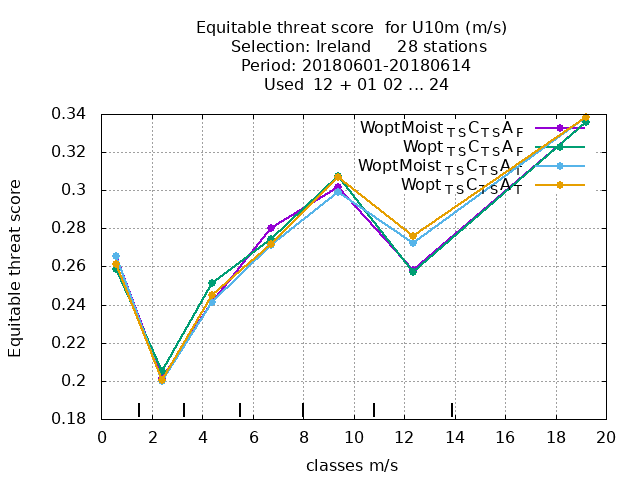 Equitable threat score for U10m (m/s)
Selection: Ireland 28 stations
Period: 20180601-20180614
Used 12 + 01 02 ... 24
Equitable threat score
0.34
0.32
0.3
0.28
0.26
0.24
0.22
0.2
0.18
WoptMoist TS C TS A F
Wopt TS C TS A F
WoptMoist TS C TS A T
Wopt TS C TS A T
0 2 4 6 8 10 12 14 16 18 20
classes m/s